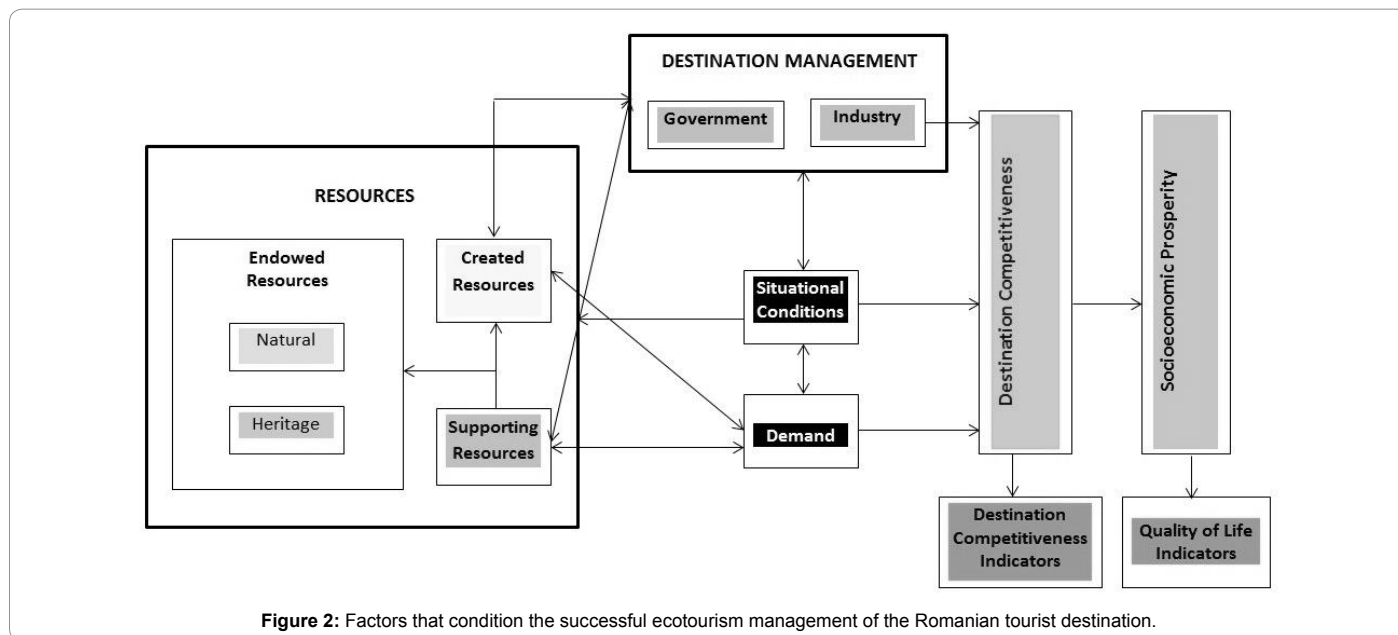 DESTINATION MANAGEMENT
Government
Industry
RESOURCES
Endowed
Resources
Natural
Heritage
Created
Resources
Supporting
Resources
Situational
Conditions
Demand
Destination Competitiveness
Socioeconomic Prosperity
Destination
Competitiveness
Indicators
Quality of Life
Indicators
Figure 2: Factors that condition the successful ecotourism management of the Romanian tourist destination.